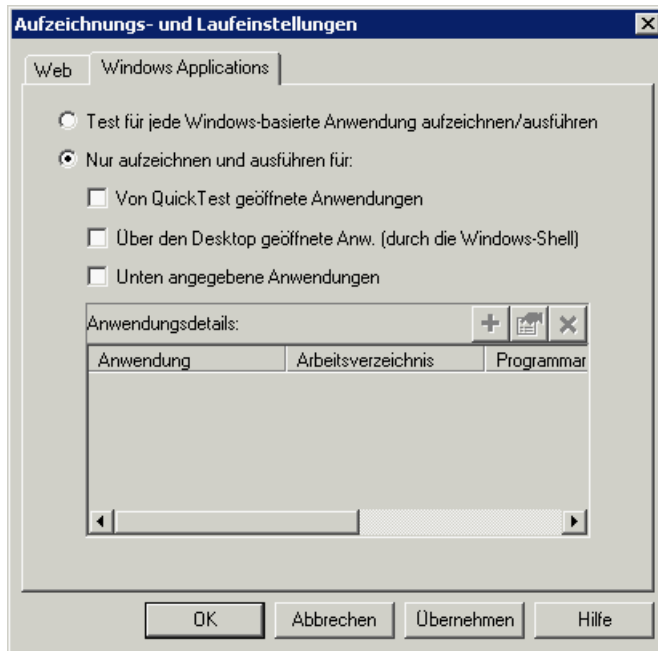 Aufzeichnungs- und Laufeinstellungen
Web Windows Applications
Test für jede Windows-basierte Anwendung aufzeichnen/ausführen
Nur aufzeichnen und ausführen für:
Von QuickTest geöffnete Anwendungen
Über den Desktop geöffnete Anw. (durch die Windows-Shell)
Unten angegebene Anwendungen
Anwendungsdetails:
Anwendung Arbeitsverzeichnis Programmar
OK Abbrechen Übernehmen Hilfe